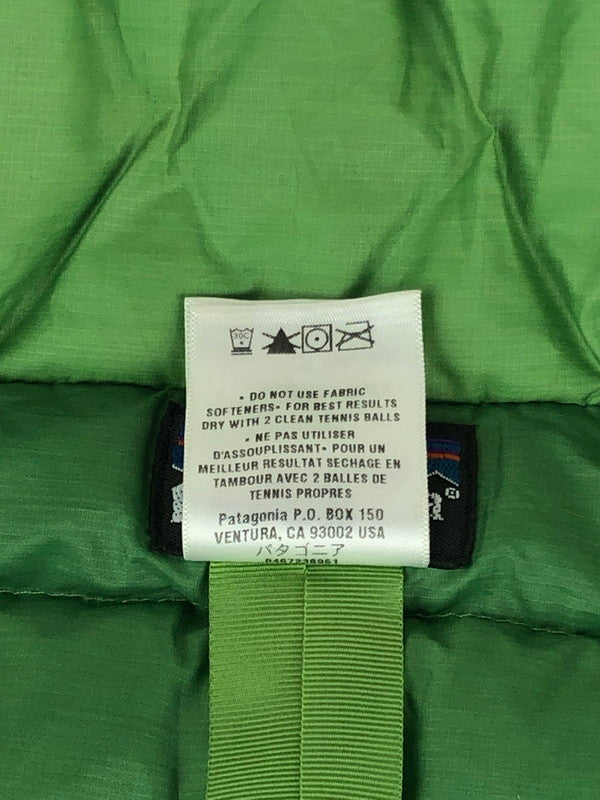 30C
• DO NOT USE FABRIC
SOFTENERS• FOR BEST RESULTS
DRY WITH 2 CLEAN TENNIS BALLS
• NE PAS UTILISER
D'ASSOUPLISSANT• POUR UN
MEILLEUR RESULTAT SECHAGE EN
TAMBOUR AVEC 2 BALLES DE
TENNIS PROPRES
Patagonia P.O. BOX 150
VENTURA, CA 93002 USA
パタゴニア